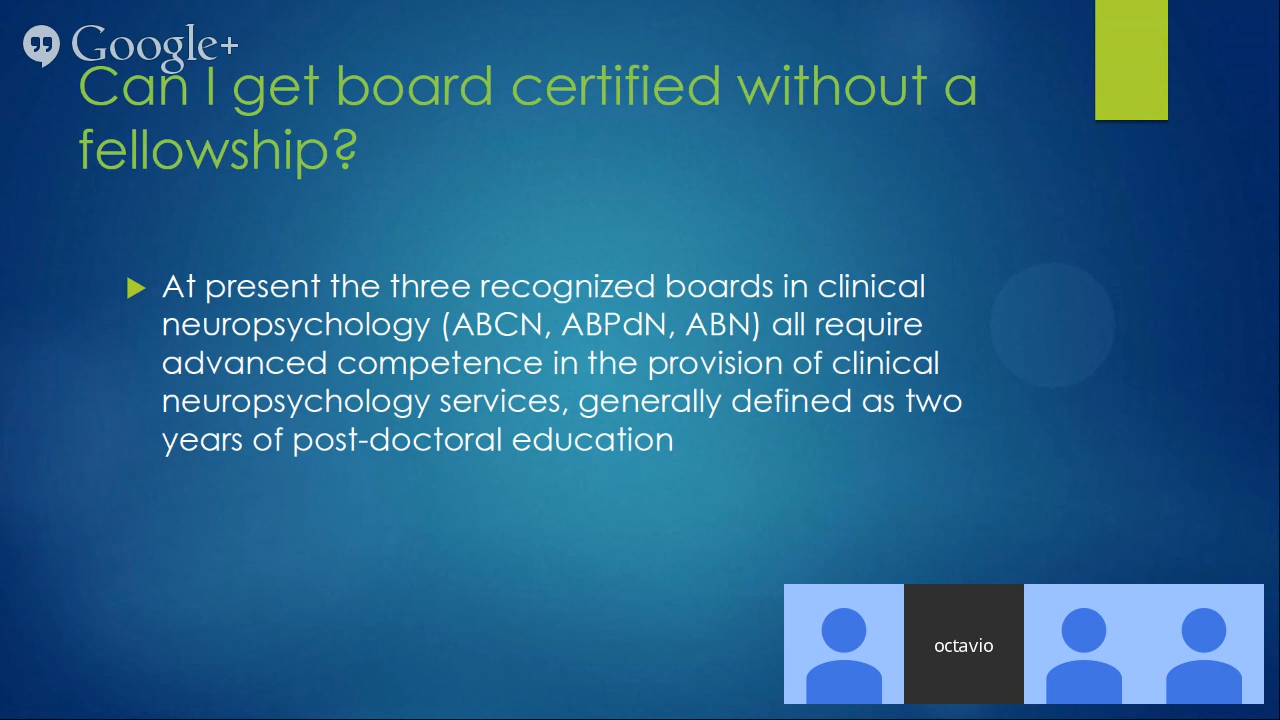 Google+
Can I get board certified without a
fellowship?
At present the three recognized boards in clinical
neuropsychology (ABCN, ABPdN, ABN) all require
advanced competence in the provision of clinical
neuropsychology services, generally defined as two
years of post-doctoral education
octavio